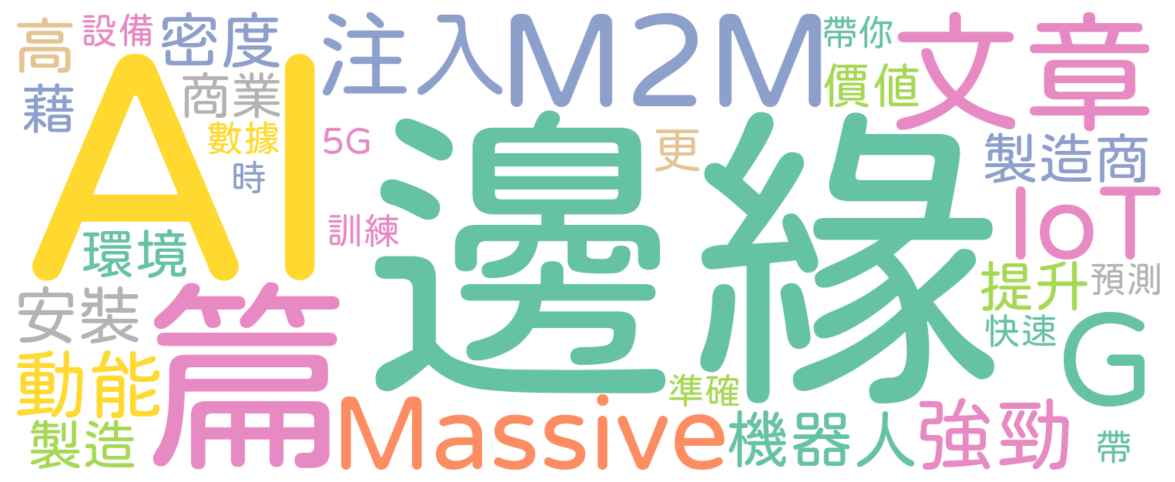 高
設備
密度
注入
M2M
帶你
文章
藉
AI
商業
價值
數據
5G
邊緣
更
製造商
時
緣
IoT
環境
訓練
提升
預測
安裝
篇
快速
G
動能
準確
製造
Massive
機器人
強勁
帶